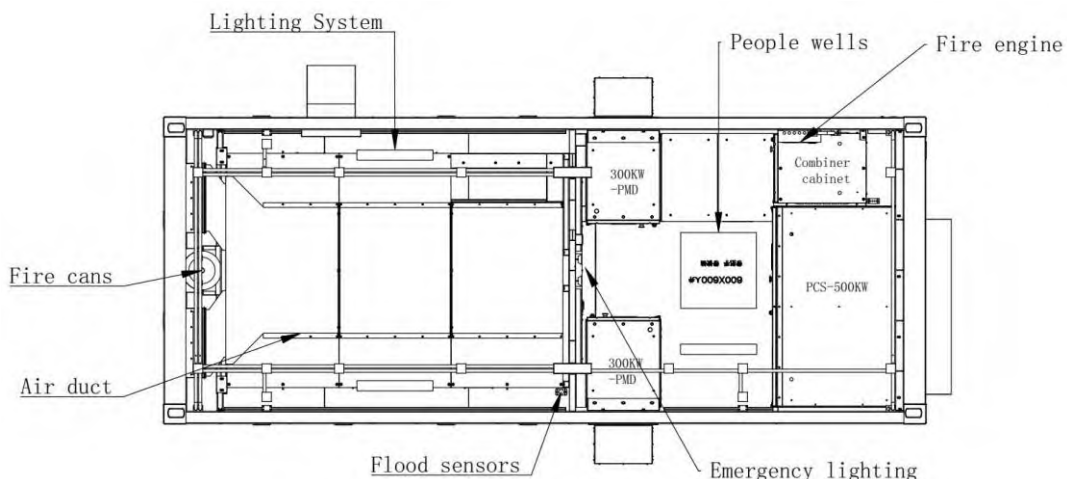 Lighting System
People wells
Fire engine
Combiner
cabinet
300KW
-PMD
Fire cans
600X600YA#
PCS-500KW
300KW
-PMD
Air duct
Flood sensors
Emergency lighting